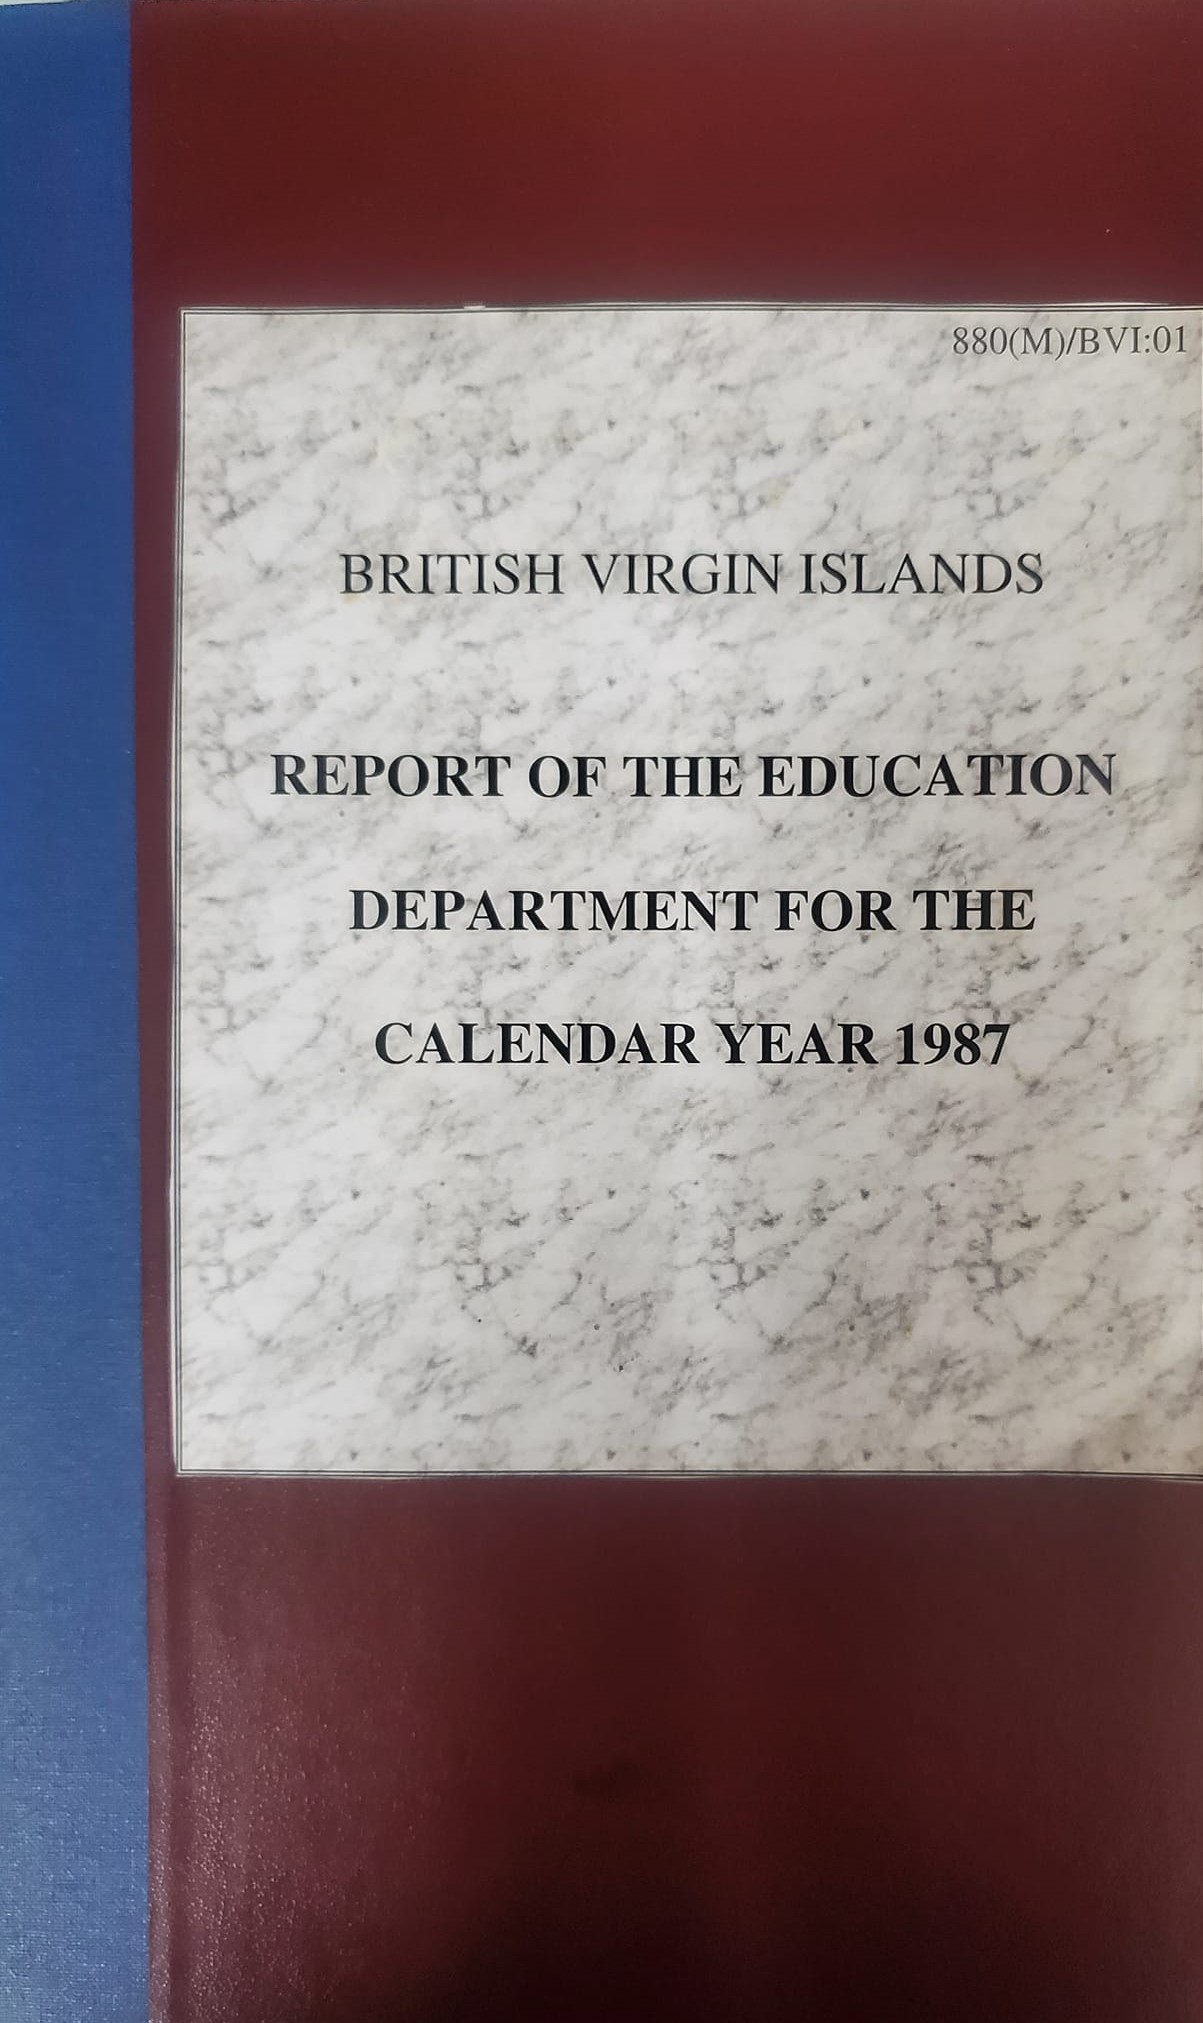 880(M)/BVI:01
BRITISH VIRGIN ISLANDS
REPORT OF THE EDUCATION
DEPARTMENT FOR THE
CALENDAR YEAR 1987